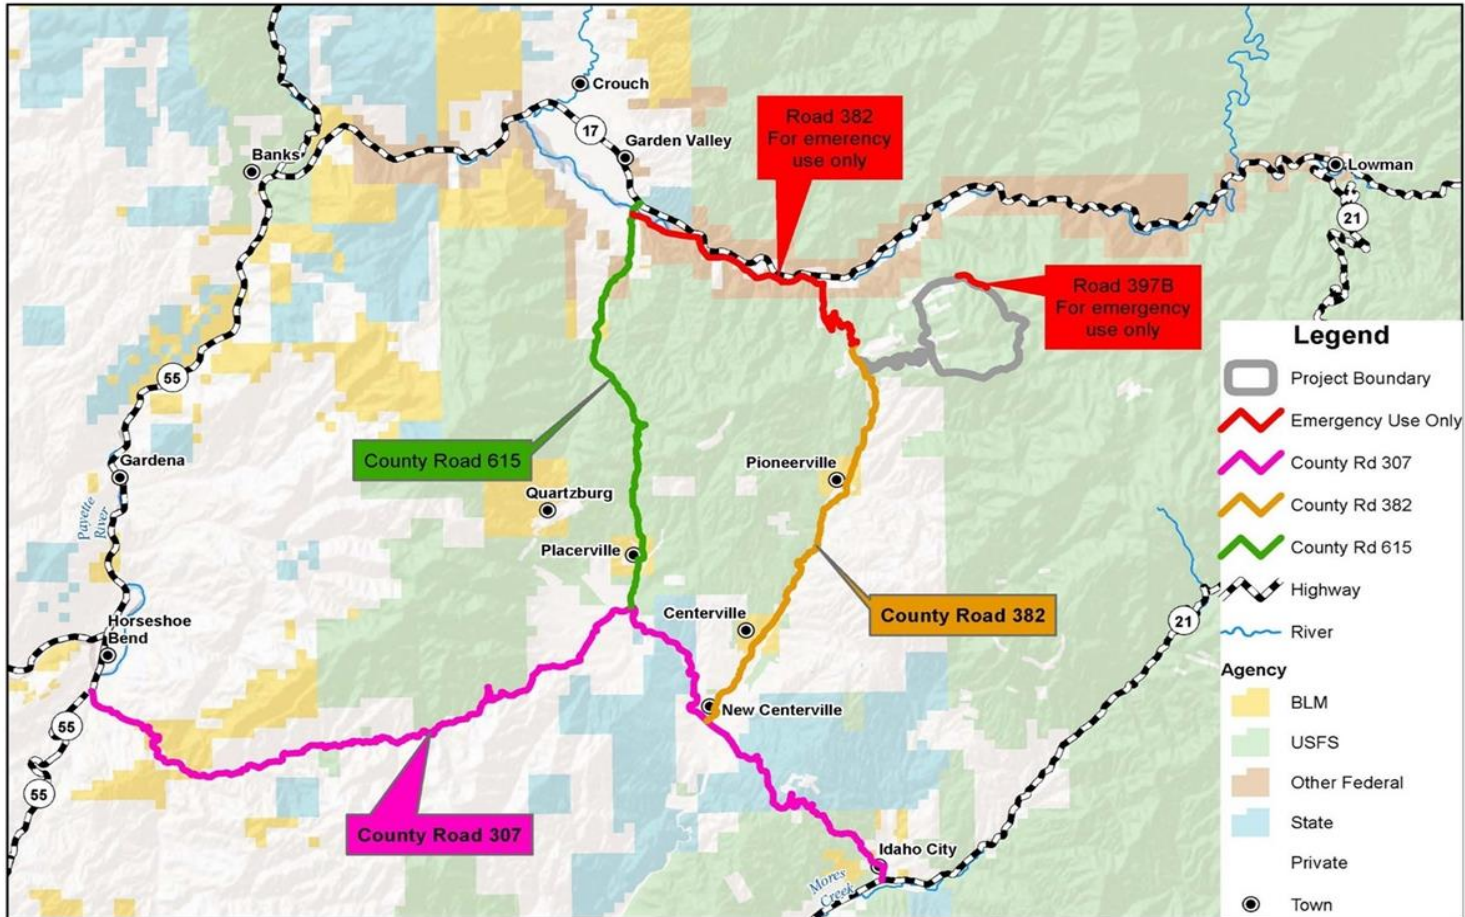 Crouch
17
Garden Valley
Banks
Road 382
For emerency
use only
Lowman
21
Road 397B
For emergency
use only
55
County Road 615
Gardena
Payette
River
Quartzburg
Pioneerville
Placerville
Centerville
County Road 382
21
Horseshoe
Bend
New Centerville
55
55
County Road 307
Idaho City
Mores
Creek
Legend
Project Boundary
Emergency Use Only
County Rd 307
County Rd 382
County Rd 615
Highway
River
Agency
BLM
USFS
Other Federal
State
Private
Town